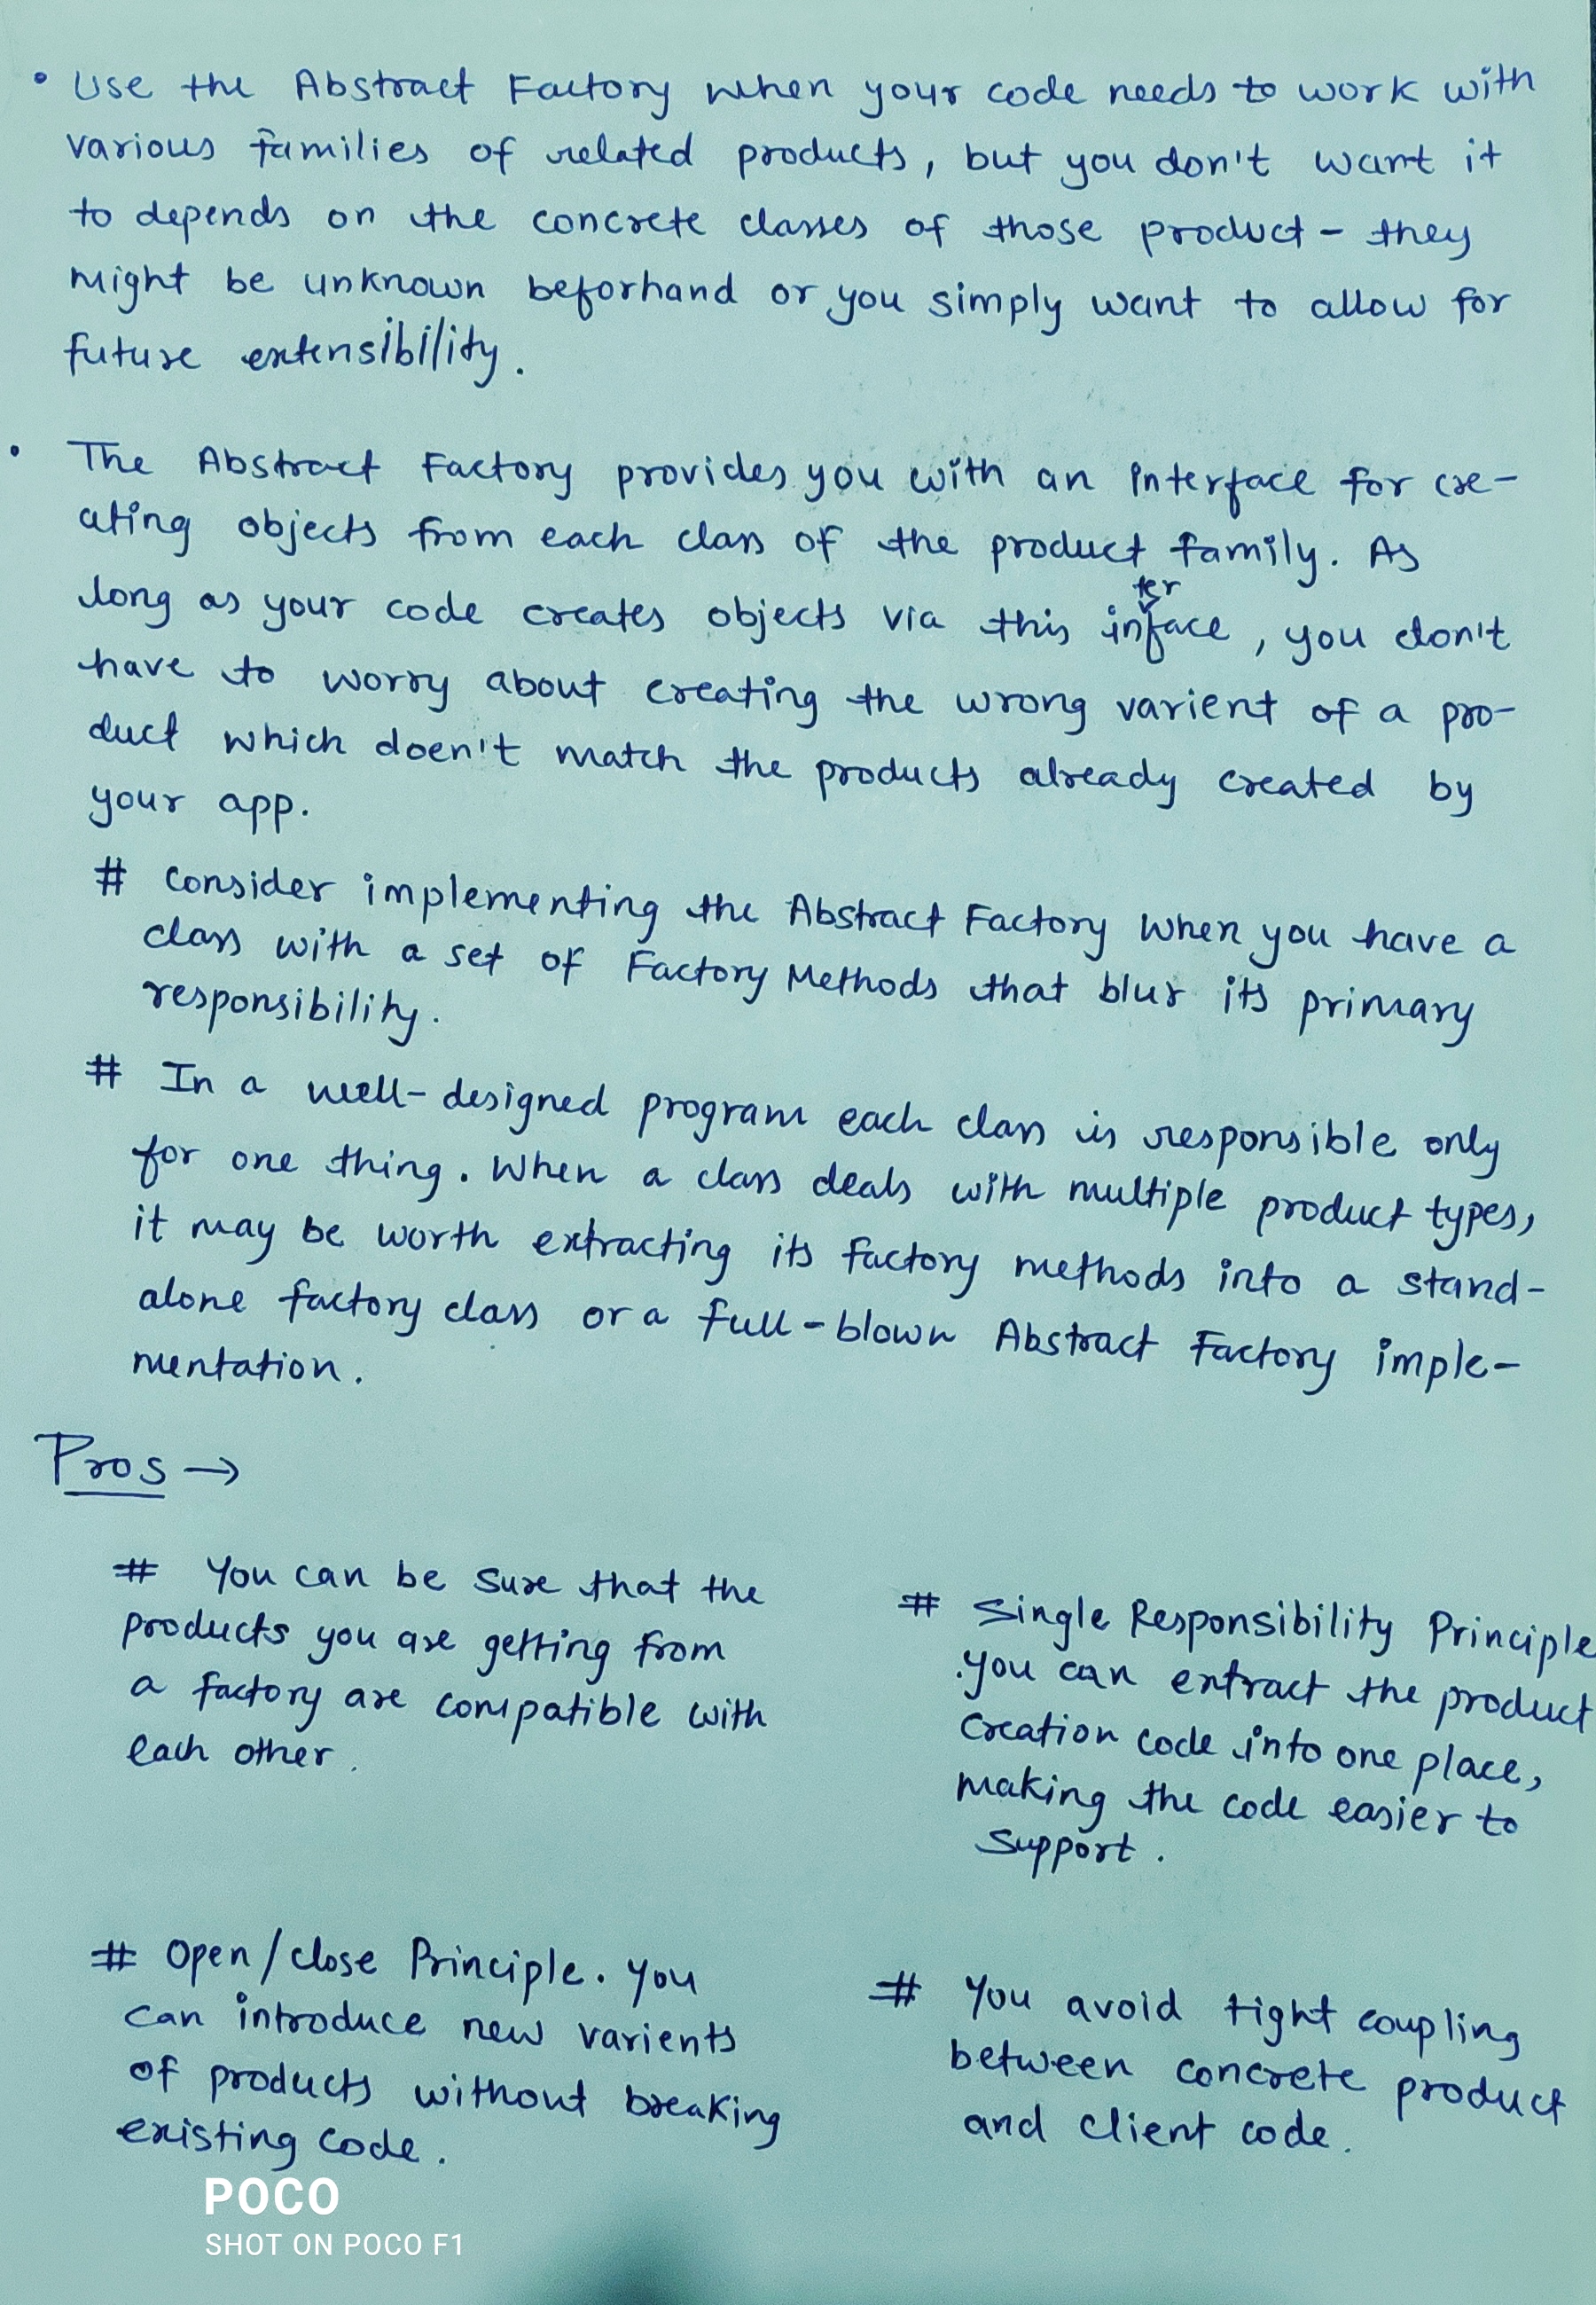 • Use the Abstract Factory when your code needs to work with
various families of related products, but you don't want it
to depends on the concrete classes of those product - they
might be unknown beforhand or you simply want to allow for
future extensibility.
• The Abstract Factory provides you with an interface for cre-
ating objects from each class of the product family. As
long as your code creates objects via this interface, you don't
have to worry about creating the wrong varient of a pro-
duct which doen't match the products already created by
your app.
# Consider implementing the Abstract Factory when you have a
class with a set of Factory Methods that blur its primary
responsibility.
# In a well-designed program each class is responsible only
for one thing. When a class deals with multiple product types,
it may be worth extracting its factory methods into a stand-
alone factory class or a full-blown Abstract Factory imple-
mentation.
Pros →
# You can be sure that the
products you are getting from
a factory are compatible with
each other.
# Single Responsibility Principle
.you can extract the product
creation code into one place,
making the code easier to
support.
# Open/close Principle. you
can introduce new varients
of products without breaking
existing code.
# You avoid tight coupling
between concrete product
and client code.
POCO
SHOT ON POCO F1